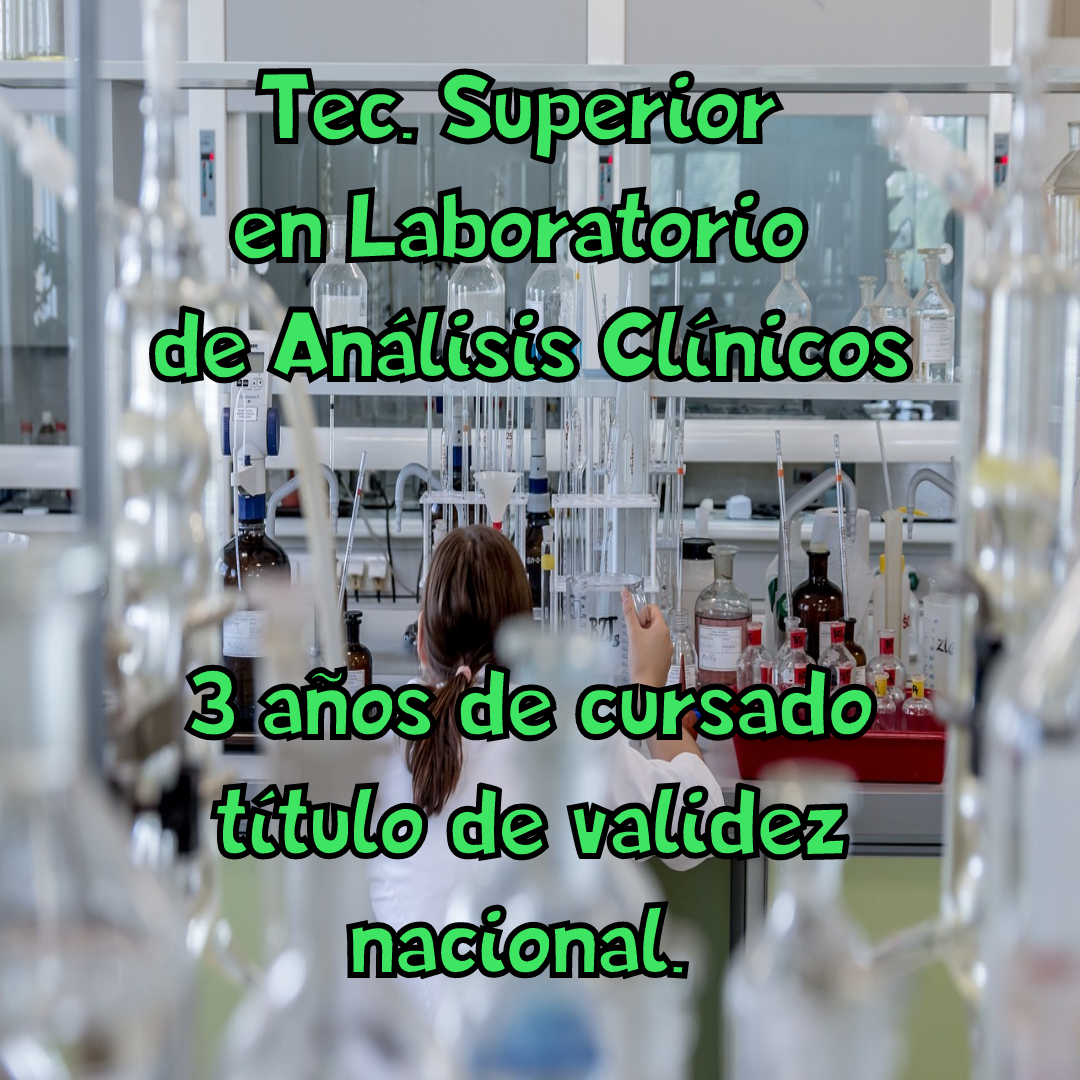 Tec. Superior
en Laboratorio
de Análisis Clínicos
3 años de cursado
título de validez
nacional.